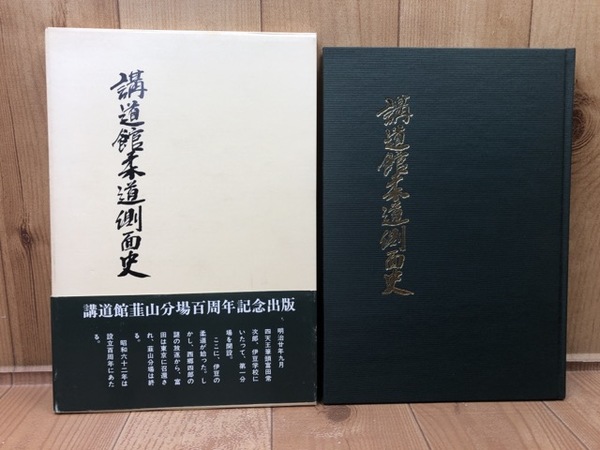 講道館柔道側面史
講道館韮山分場百周年記念出版
明治廿年九月
四天王筆頭富田常
次郎、伊豆学校に
いたって、第一分
場を開設。
ここに、伊豆の
柔道が始った。し
かし、西郷四郎の
謎の放逐から、富
田は東京に召還さ
れ、韮山分場は終
る。
昭和六十二年は
設立百周年にあた
る。
講道館柔道側面史